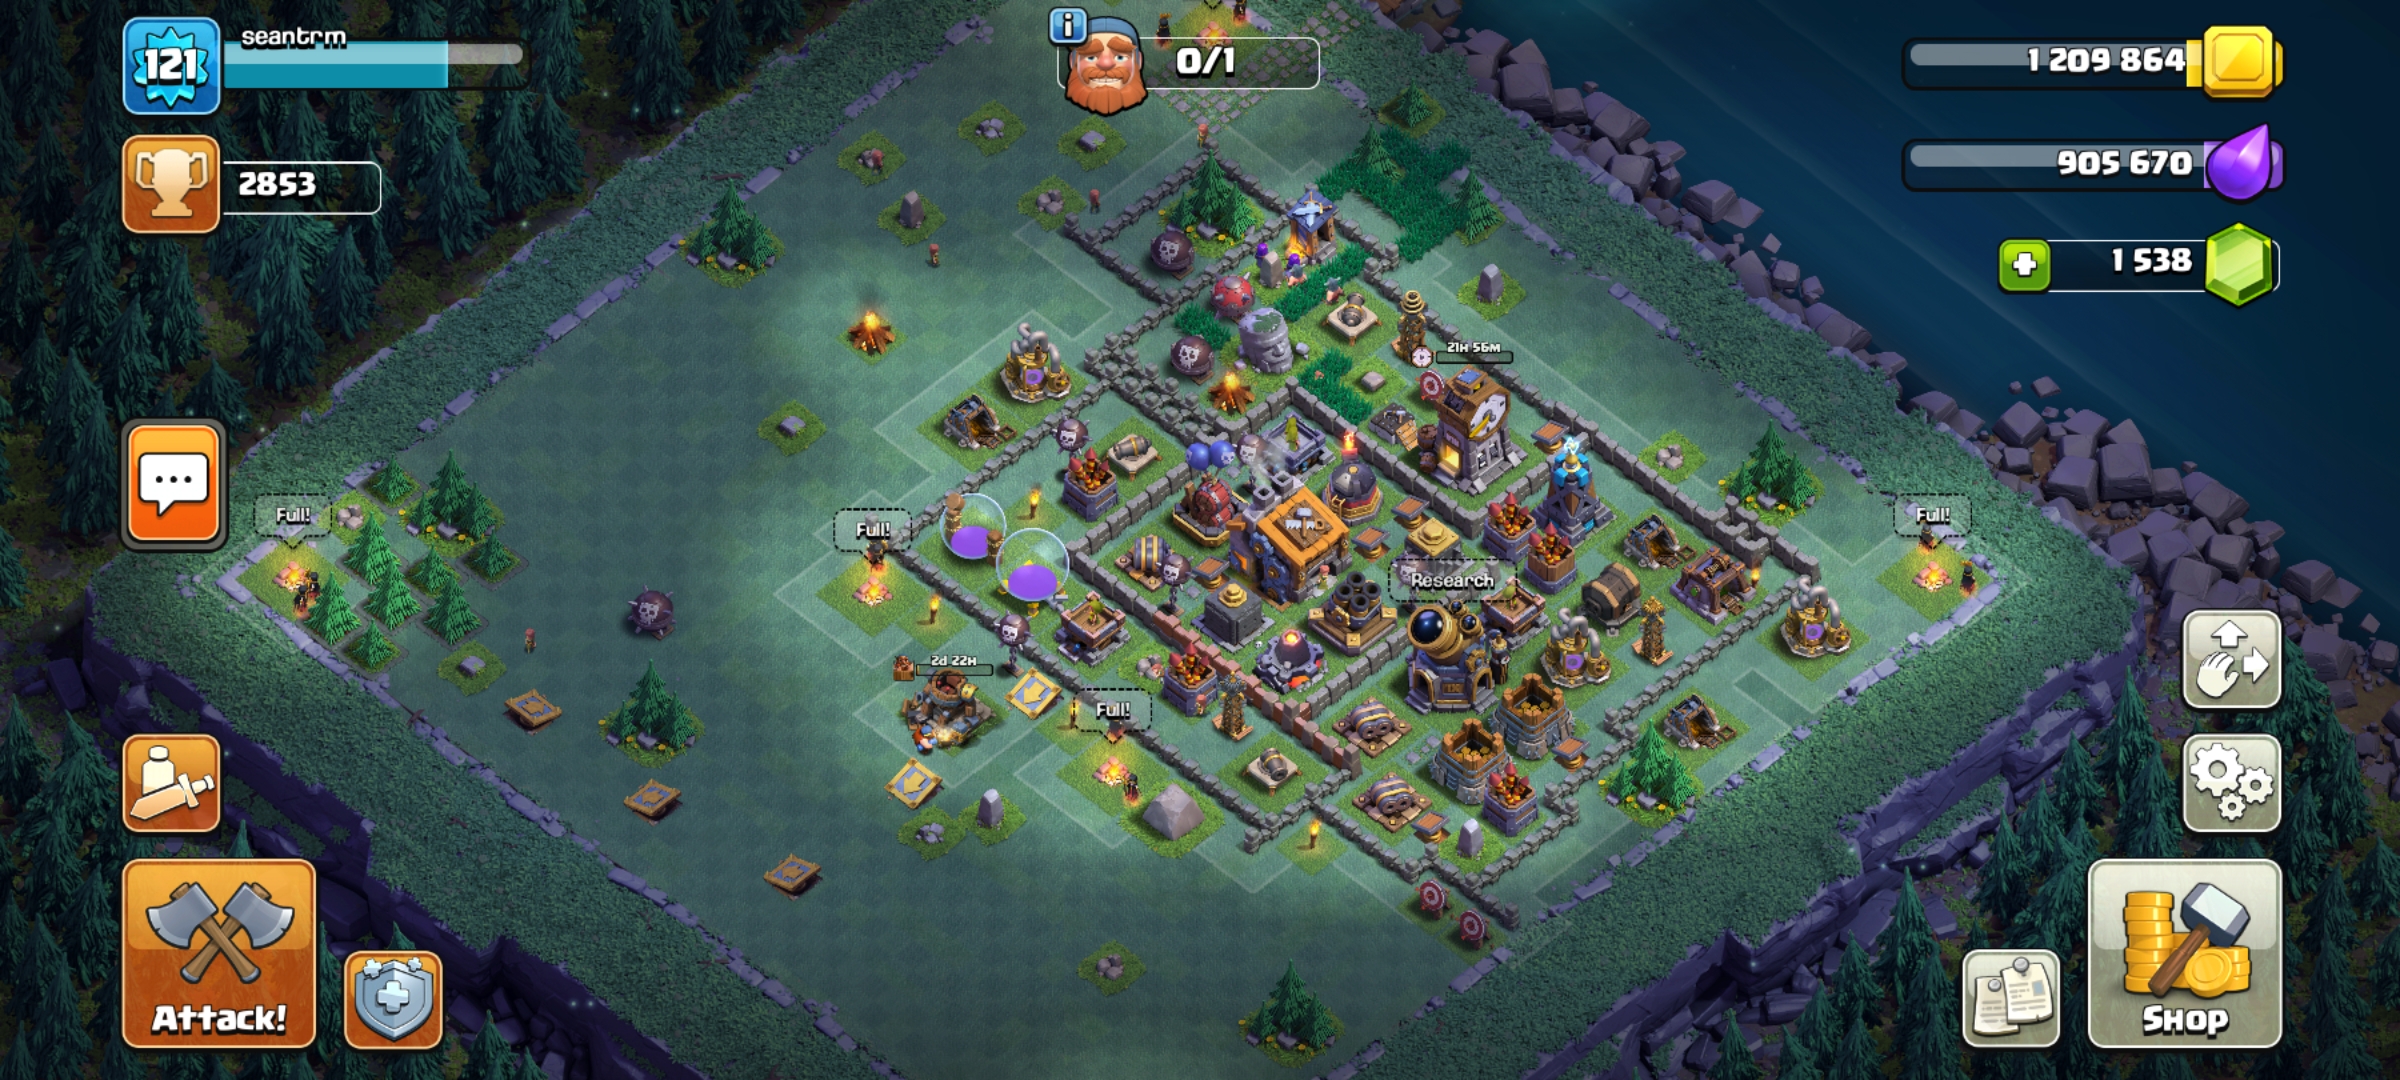 121
seantrm
i
0/1
1 209 864
2853
905 670
1 538
21H 56M
Full!
Full!
Full!
Research
2d 22H
Full!
Attack!
Shop